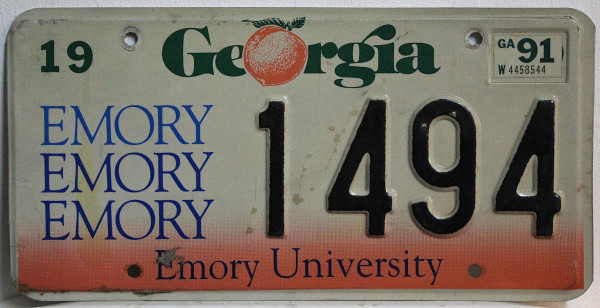 19 Georgia GA 91
W 4458544
EMORY
EMORY
EMORY
1494
Emory University